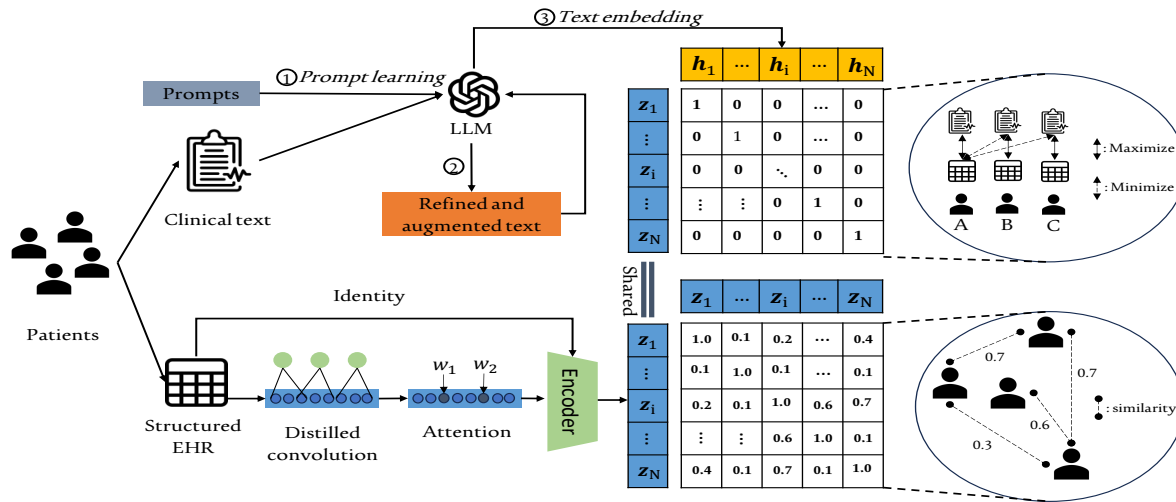 ③ Text embedding
① Prompt learning
Prompts
LLM
②
Clinical text
Refined and
augmented text
Patients
Identity
Structured
EHR
Distilled
convolution
w₁ w₂
Attention
Encoder
h₁ … hᵢ … h_N
z₁ 1 0 0 … 0
⋮ 0 1 0 … 0
zᵢ 0 0 ⋱ 0 0
⋮ ⋮ ⋮ 0 1 0
z_N 0 0 0 0 1
Shared
z₁ … zᵢ … z_N
z₁ 1.0 0.1 0.2 … 0.4
⋮ 0.1 1.0 0.1 … 0.1
zᵢ 0.2 0.1 1.0 0.6 0.7
⋮ ⋮ ⋮ 0.6 1.0 0.1
z_N 0.4 0.1 0.7 0.1 1.0
: Maximize
: Minimize
A B C
0.7
0.7
0.6
0.3
: similarity